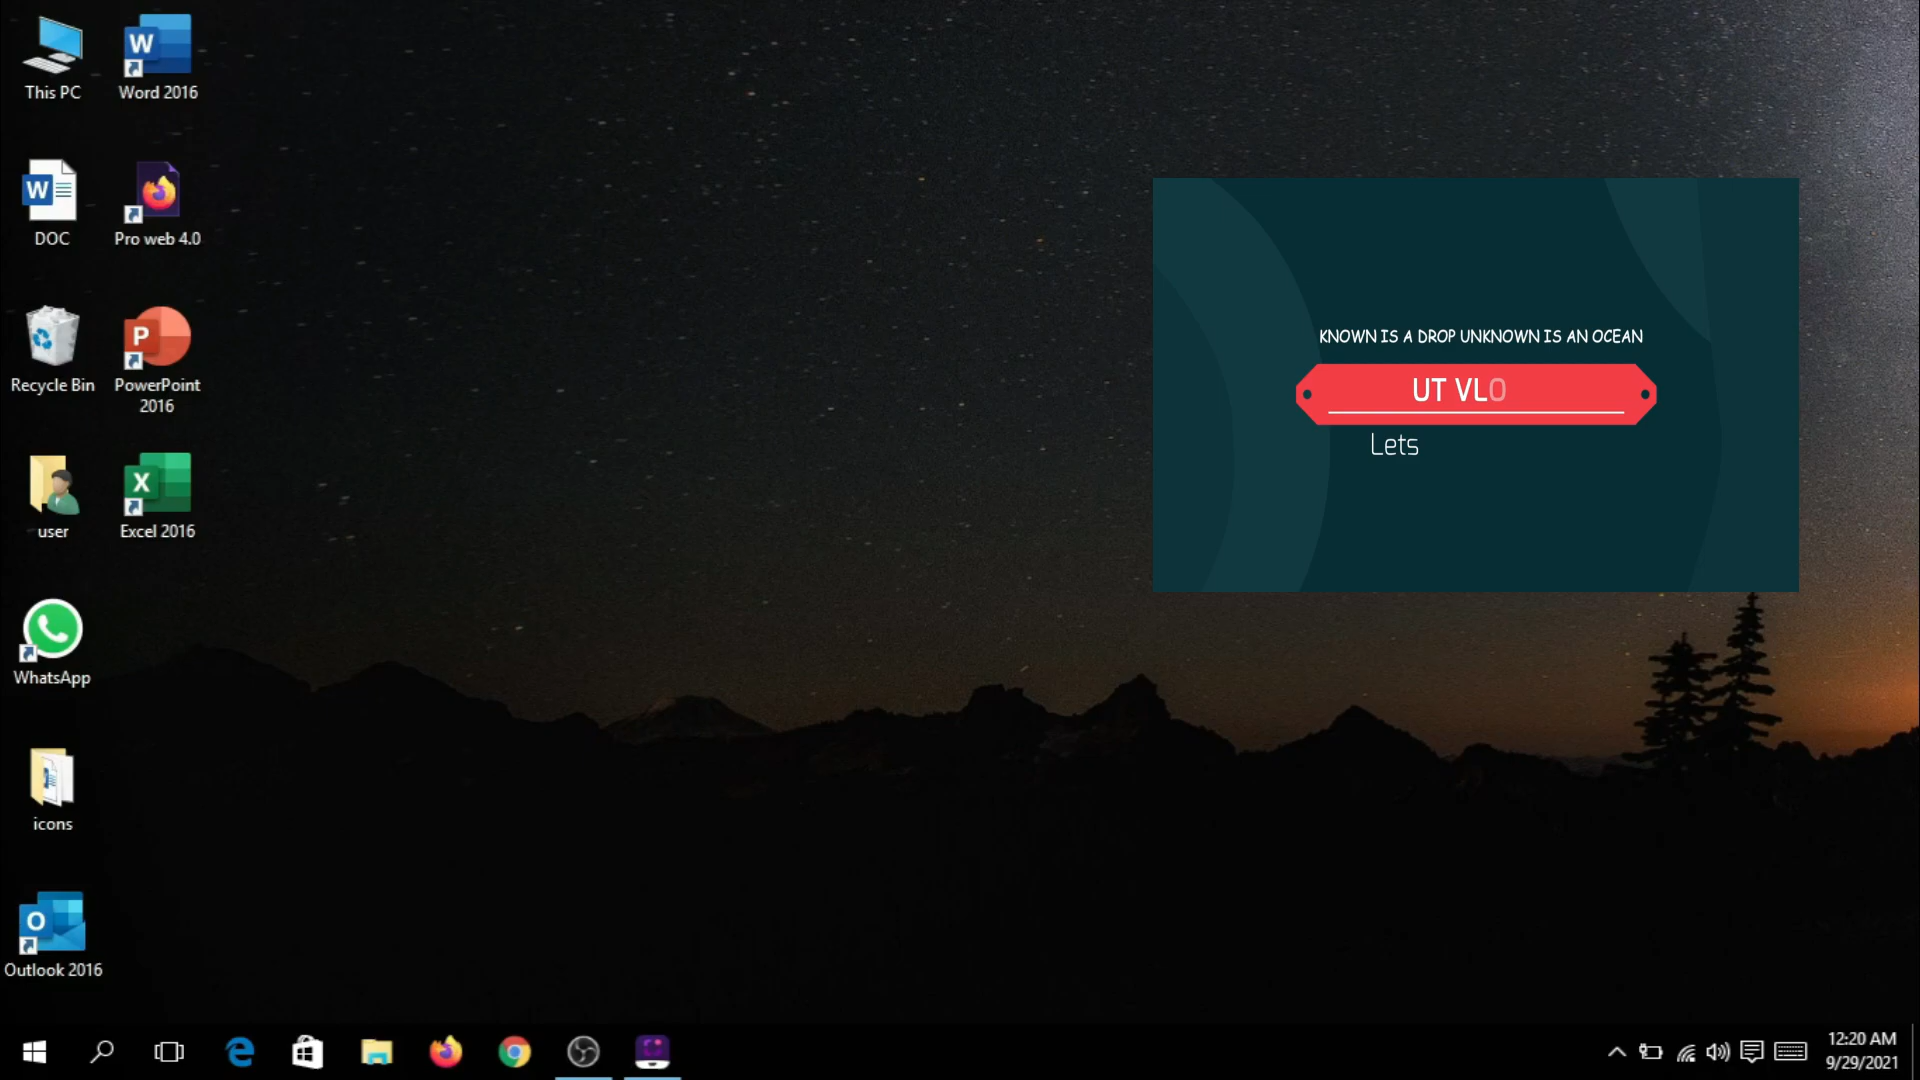 This PC
Word 2016
DOC
Pro web 4.0
Recycle Bin
PowerPoint
2016
user
Excel 2016
WhatsApp
icons
Outlook 2016
KNOWN IS A DROP UNKNOWN IS AN OCEAN
UT VLO
Lets
12:20 AM
9/29/2021